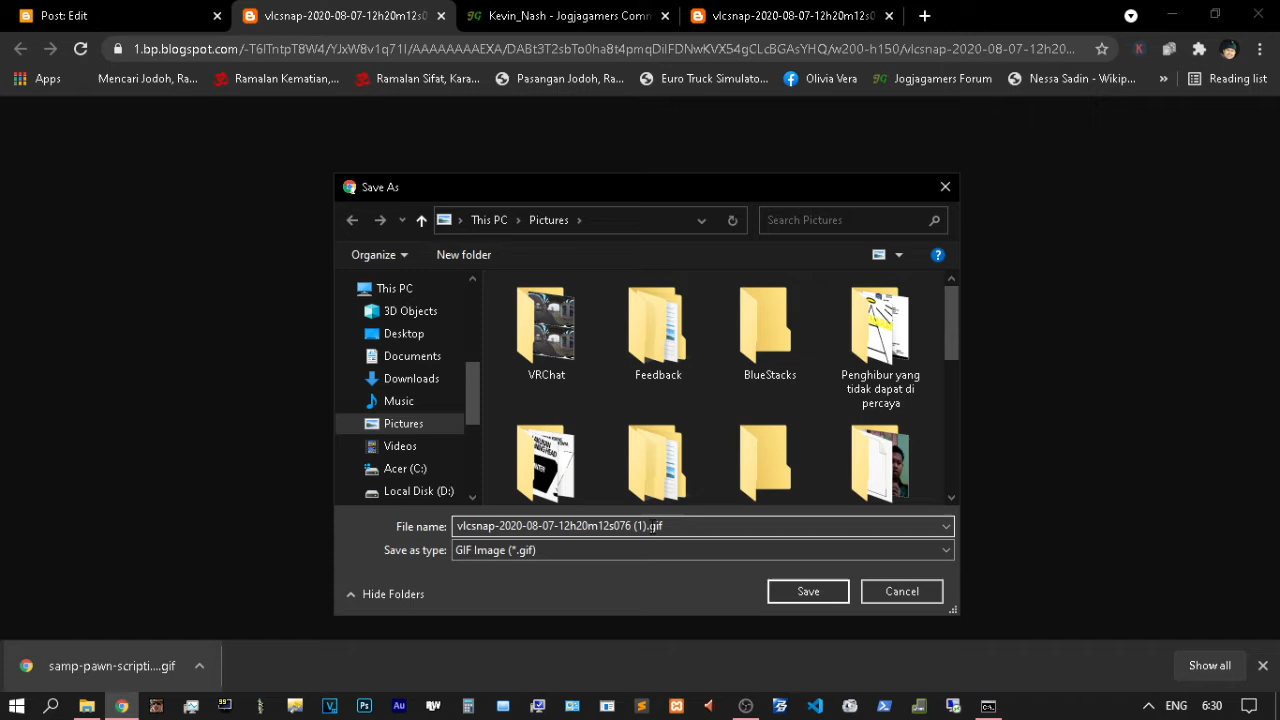 Post: Edit
vlcsnap-2020-08-07-12h20m12s0
Kevin_Nash - Jogjagamers Comm
vlcsnap-2020-08-07-12h20m12s0
1.bp.blogspot.com/-T6lTntpT8W4/YJxW8v1q71I/AAAAAAAAEXA/DABt3T2sbTo0ha8t4pmqDiIFDNwKVX54gCLcBGAsYHQ/w200-h150/vlcsnap-2020-08-07-12h20...
Apps
Mencari Jodoh, Ra...
Ramalan Kematian,...
Ramalan Sifat, Kara...
Pasangan Jodoh, Ra...
Euro Truck Simulato...
Olivia Vera
Jogjagamers Forum
Nessa Sadin - Wikip...
»
Reading list
Save As
This PC > Pictures >
Search Pictures
Organize
New folder
This PC
3D Objects
Desktop
Documents
Downloads
Music
Pictures
Videos
Acer (C:)
Local Disk (D:)
VRChat
Feedback
BlueStacks
Penghibur yang
tidak dapat di
percaya
File name:
vlcsnap-2020-08-07-12h20m12s076 (1).gif
Save as type:
GIF Image (*.gif)
Hide Folders
Save
Cancel
samp-pawn-scripti....gif
Show all
ENG
6:30